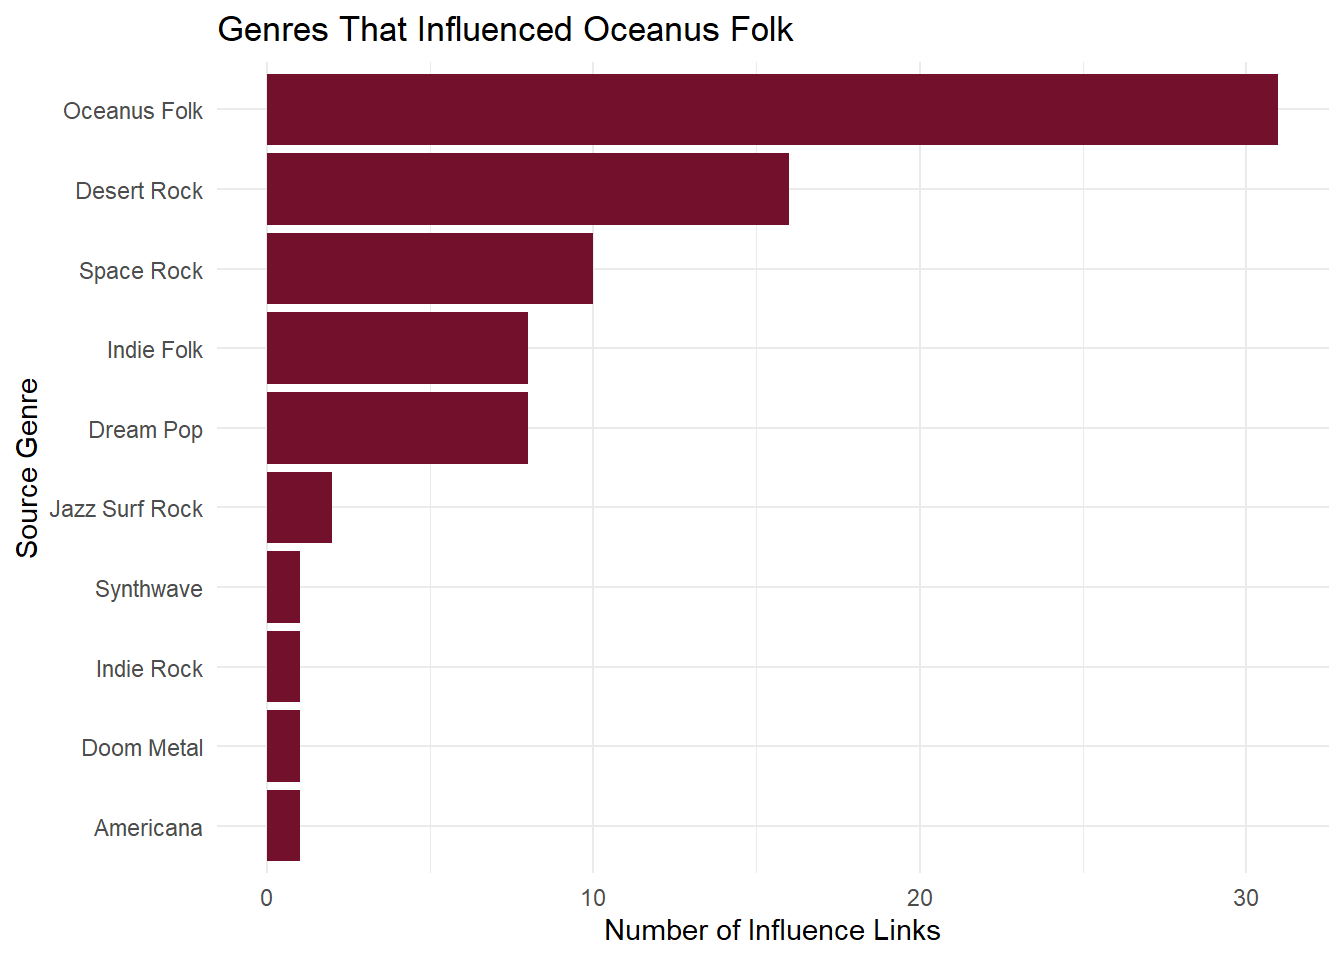 Genres That Influenced Oceanus Folk
Source Genre
Oceanus Folk
Desert Rock
Space Rock
Indie Folk
Dream Pop
Jazz Surf Rock
Synthwave
Indie Rock
Doom Metal
Americana
0 10 20 30
Number of Influence Links